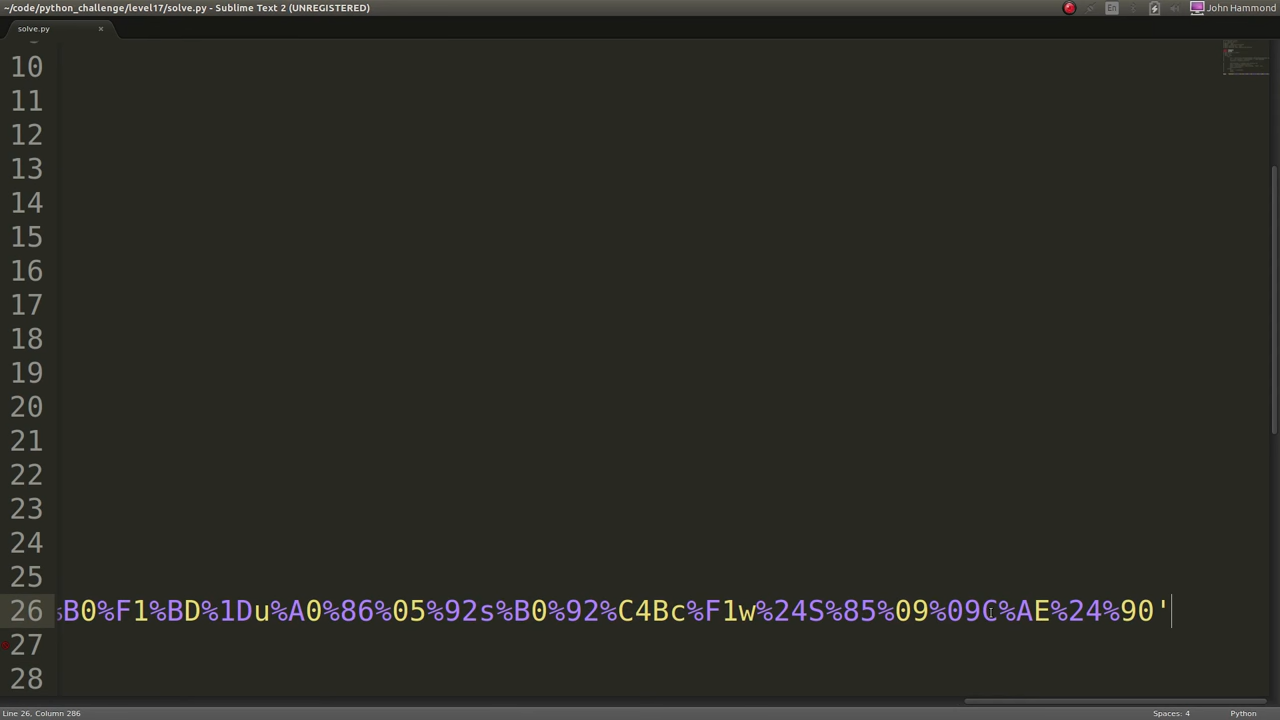 ~/code/python_challenge/level17/solve.py - Sublime Text 2 (UNREGISTERED)
En
John Hammond
solve.py
10
11
12
13
14
15
16
17
18
19
20
21
22
23
24
25
26 %B0%F1%BD%1Du%A0%86%05%92s%B0%92%C4Bc%F1w%24S%85%09%09C%AE%24%90'
27
28
Line 26, Column 286
Spaces: 4
Python